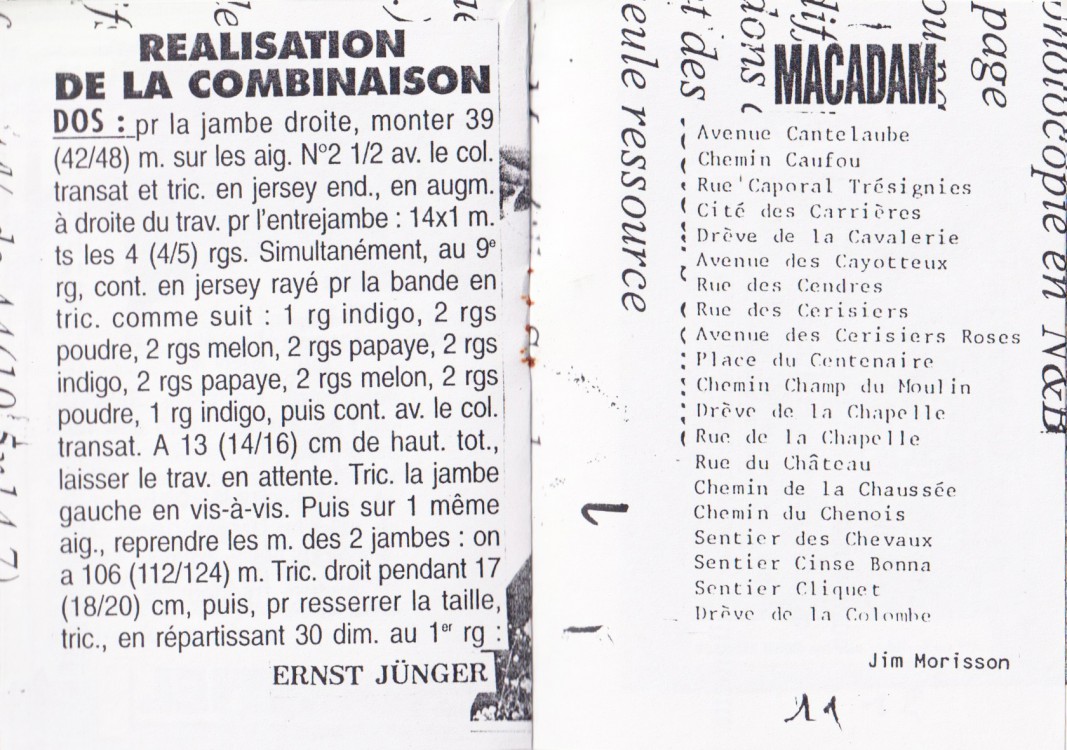 REALISATION
DE LA COMBINAISON
DOS : pr la jambe droite, monter 39
(42/48) m. sur les aig. N°2 1/2 av. le col.
transat et tric. en jersey end., en augm.
à droite du trav. pr l'entrejambe : 14x1 m.
ts les 4 (4/5) rgs. Simultanément, au 9e
rg, cont. en jersey rayé pr la bande en
tric. comme suit : 1 rg indigo, 2 rgs
poudre, 2 rgs melon, 2 rgs papaye, 2 rgs
indigo, 2 rgs papaye, 2 rgs melon, 2 rgs
poudre, 1 rg indigo, puis cont. av. le col.
transat. A 13 (14/16) cm de haut. tot.,
laisser le trav. en attente. Tric. la jambe
gauche en vis-à-vis. Puis sur 1 même
aig., reprendre les m. des 2 jambes : on
a 106 (112/124) m. Tric. droit pendant 17
(18/20) cm, puis, pr resserrer la taille,
tric., en répartissant 30 dim. au 1er rg :
ERNST JÜNGER
MACADAM
Avenue Cantelaube
Chemin Caufou
Rue Caporal Trésignies
Cité des Carrières
Drève de la Cavalerie
Avenue des Cayotteux
Rue des Cendres
Rue des Cerisiers
Avenue des Cerisiers Roses
Place du Centenaire
Chemin Champ du Moulin
Drève de la Chapelle
Rue de la Chapelle
Rue du Château
Chemin de la Chaussée
Chemin du Chenois
Sentier des Chevaux
Sentier Cinse Bonna
Sentier Cliquet
Drève de la Colombe
Jim Morisson
11
page
en N&B
et des
seule ressource